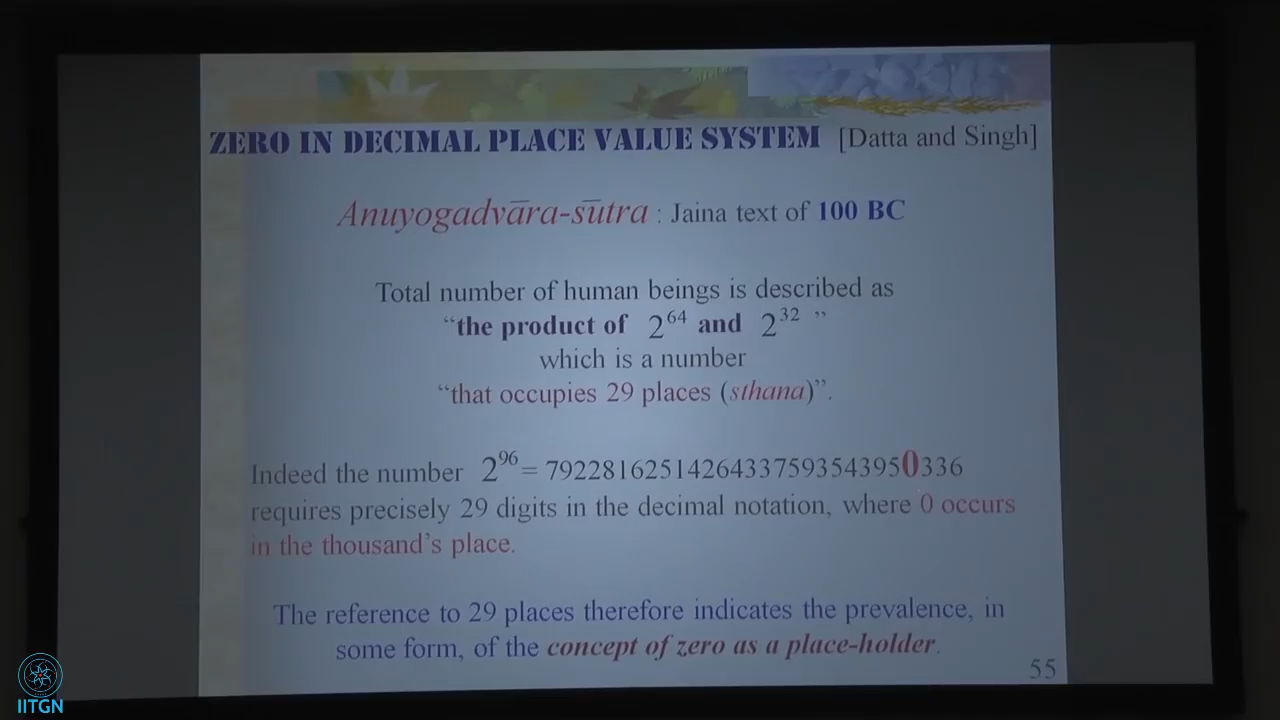 ZERO IN DECIMAL PLACE VALUE SYSTEM [Datta and Singh]
Anuyogadvāra-sūtra : Jaina text of 100 BC
Total number of human beings is described as
“the product of 2^64 and 2^32 ”
which is a number
“that occupies 29 places (sthana)”.
Indeed the number 2^96 = 79228162514264337593543950336
requires precisely 29 digits in the decimal notation, where 0 occurs
in the thousand’s place.
The reference to 29 places therefore indicates the prevalence, in
some form, of the concept of zero as a place-holder.
55
IITGN